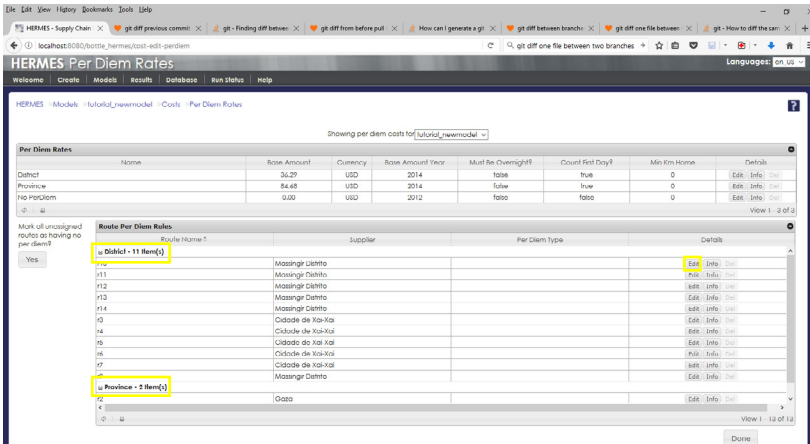 File Edit View History Bookmarks Tools Help
HERMES - Supply Chain git diff previous commit git - Finding diff between git diff from before pull How can I generate a git git diff between branche git diff one file between git - How to diff the sam
localhost:8080/bottle_hermes/cost-edit-perdiem git diff one file between two branches
HERMES Per Diem Rates Languages: en_US
Welcome Create Models Results Database Run Status Help
HERMES >Models >tutorial_newmodel >Costs >Per Diem Rates ?
Showing per diem costs for tutorial_newmodel
Per Diem Rates
Name Base Amount Currency Base Amount Year Must Be Overnight? Count First Day? Min Km Home Details
District 36.29 USD 2014 false true 0 Edit Info Del
Province 84.68 USD 2014 false true 0 Edit Info Del
No PerDiem 0.00 USD 2012 false false 0 Edit Info Del
View 1 - 3 of 3
Mark all unassigned routes as having no per diem?
Yes
Route Per Diem Rules
Route Name Supplier Per Diem Type Details
District - 11 Item(s)
r10 Massingir Distrito Edit Info Del
r11 Massingir Distrito Edit Info Del
r12 Massingir Distrito Edit Info Del
r13 Massingir Distrito Edit Info Del
r14 Massingir Distrito Edit Info Del
r3 Cidade de Xai-Xai Edit Info Del
r4 Cidade de Xai-Xai Edit Info Del
r5 Cidade de Xai-Xai Edit Info Del
r6 Cidade de Xai-Xai Edit Info Del
r7 Cidade de Xai-Xai Edit Info Del
Massingir Distrito Edit Info Del
Province - 2 Item(s)
r2 Gaza Edit Info Del
View 1 - 13 of 13
Done